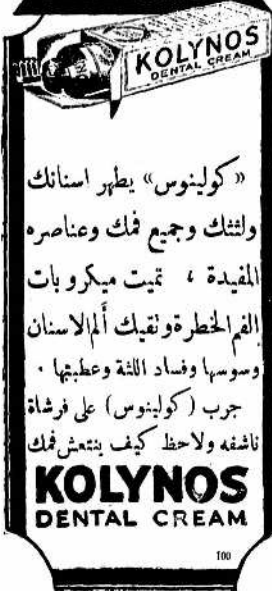 KOLYNOS
DENTAL CREAM
« كولينوس» يطهر اسنانك
ولثتك وجميع فمك وعناصره
المفيدة ، تميت ميكروبات
الفم الخطرة وتقيك ألم الاسنان
وسوسها وفساد اللثة وعطبتها .
جرب (كولينوس) على فرشاة
ناشفه ولاحظ كيف ينتعش فمك
KOLYNOS
DENTAL CREAM
100